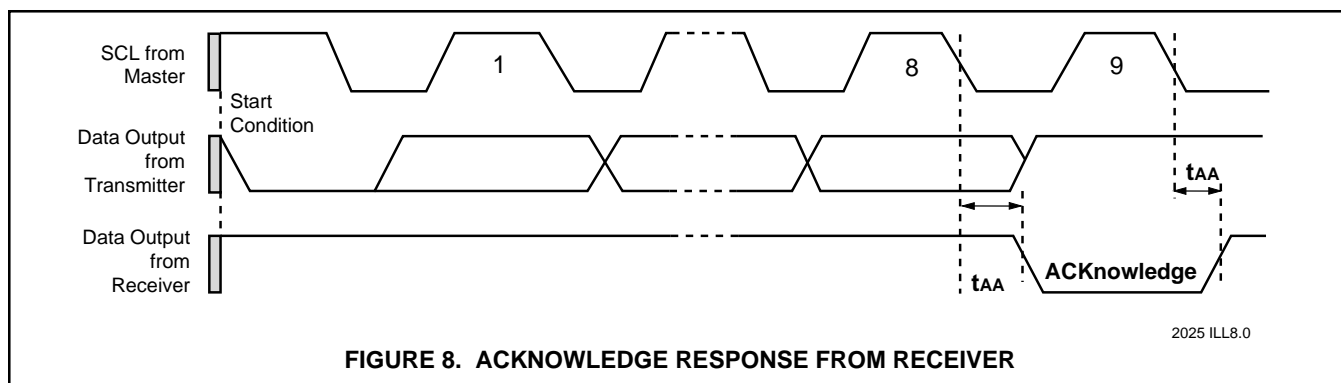 SCL from
Master
1
8
9
Start
Condition
Data Output
from
Transmitter
tAA
Data Output
from
Receiver
tAA
ACKnowledge
2025 ILL8.0
FIGURE 8. ACKNOWLEDGE RESPONSE FROM RECEIVER